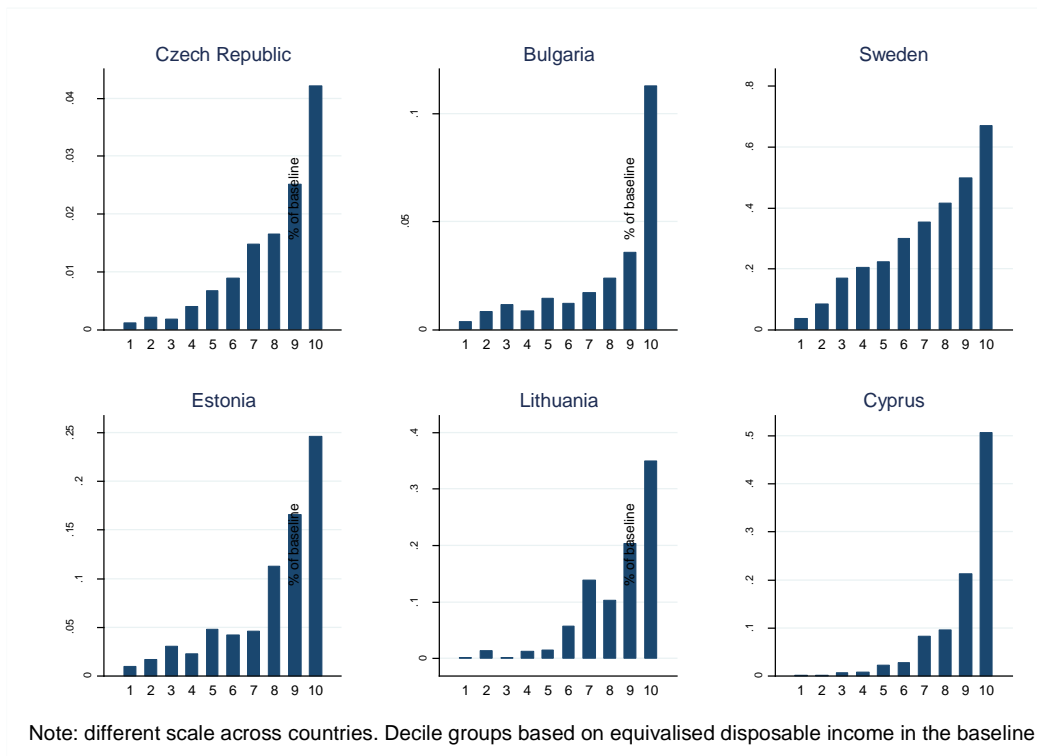 Czech Republic
Bulgaria
Sweden
.04
.03
.02
.01
0
% of baseline
1 2 3 4 5 6 7 8 9 10
.1
.05
0
% of baseline
1 2 3 4 5 6 7 8 9 10
.8
.6
.4
.2
0
1 2 3 4 5 6 7 8 9 10
Estonia
Lithuania
Cyprus
.25
.2
.15
.1
.05
0
% of baseline
1 2 3 4 5 6 7 8 9 10
.4
.3
.2
.1
0
% of baseline
1 2 3 4 5 6 7 8 9 10
.5
.4
.3
.2
.1
0
1 2 3 4 5 6 7 8 9 10
Note: different scale across countries. Decile groups based on equivalised disposable income in the baseline